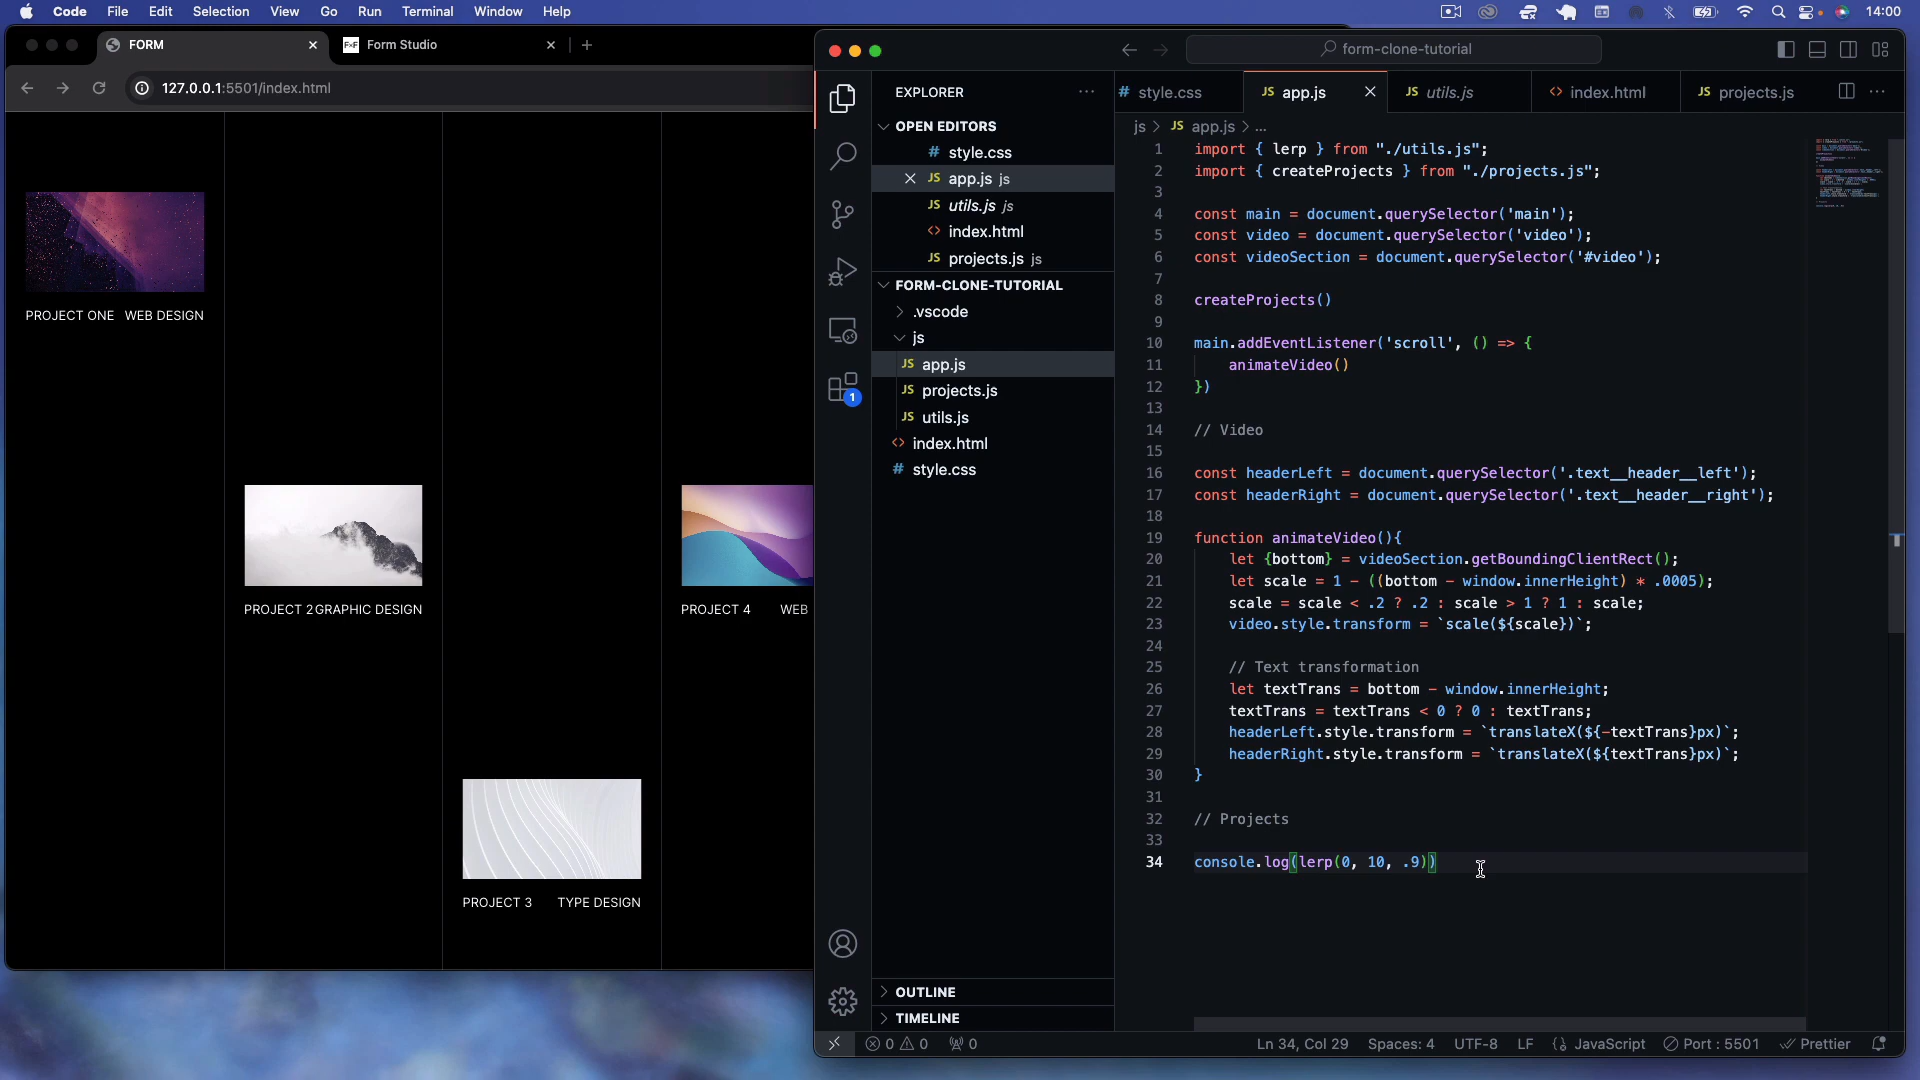 Code File Edit Selection View Go Run Terminal Window Help 14:00
FORM
Form Studio
form-clone-tutorial
127.0.0.1:5501/index.html
EXPLORER
style.css
app.js
utils.js
index.html
projects.js
OPEN EDITORS
style.css
app.js js
utils.js js
index.html
projects.js js
FORM-CLONE-TUTORIAL
.vscode
js
app.js
projects.js
utils.js
index.html
style.css
OUTLINE
TIMELINE
1
js > JS app.js > ...
1 import { lerp } from "./utils.js";
2 import { createProjects } from "./projects.js";
3
4 const main = document.querySelector('main');
5 const video = document.querySelector('video');
6 const videoSection = document.querySelector('#video');
7
8 createProjects()
9
10 main.addEventListener('scroll', () => {
11 animateVideo()
12 })
13
14 // Video
15
16 const headerLeft = document.querySelector('.text__header__left');
17 const headerRight = document.querySelector('.text__header__right');
18
19 function animateVideo(){
20 let {bottom} = videoSection.getBoundingClientRect();
21 let scale = 1 - ((bottom - window.innerHeight) * .0005);
22 scale = scale < .2 ? .2 : scale > 1 ? 1 : scale;
23 video.style.transform = `scale(${scale})`;
24
25 // Text transformation
26 let textTrans = bottom - window.innerHeight;
27 textTrans = textTrans < 0 ? 0 : textTrans;
28 headerLeft.style.transform = `translateX(${-textTrans}px)`;
29 headerRight.style.transform = `translateX(${textTrans}px)`;
30 }
31
32 // Projects
33
34 console.log(lerp(0, 10, .9))
PROJECT ONE WEB DESIGN
PROJECT 2 GRAPHIC DESIGN
PROJECT 4 WEB
PROJECT 3 TYPE DESIGN
0 0 0 Ln 34, Col 29 Spaces: 4 UTF-8 LF JavaScript Port : 5501 Prettier